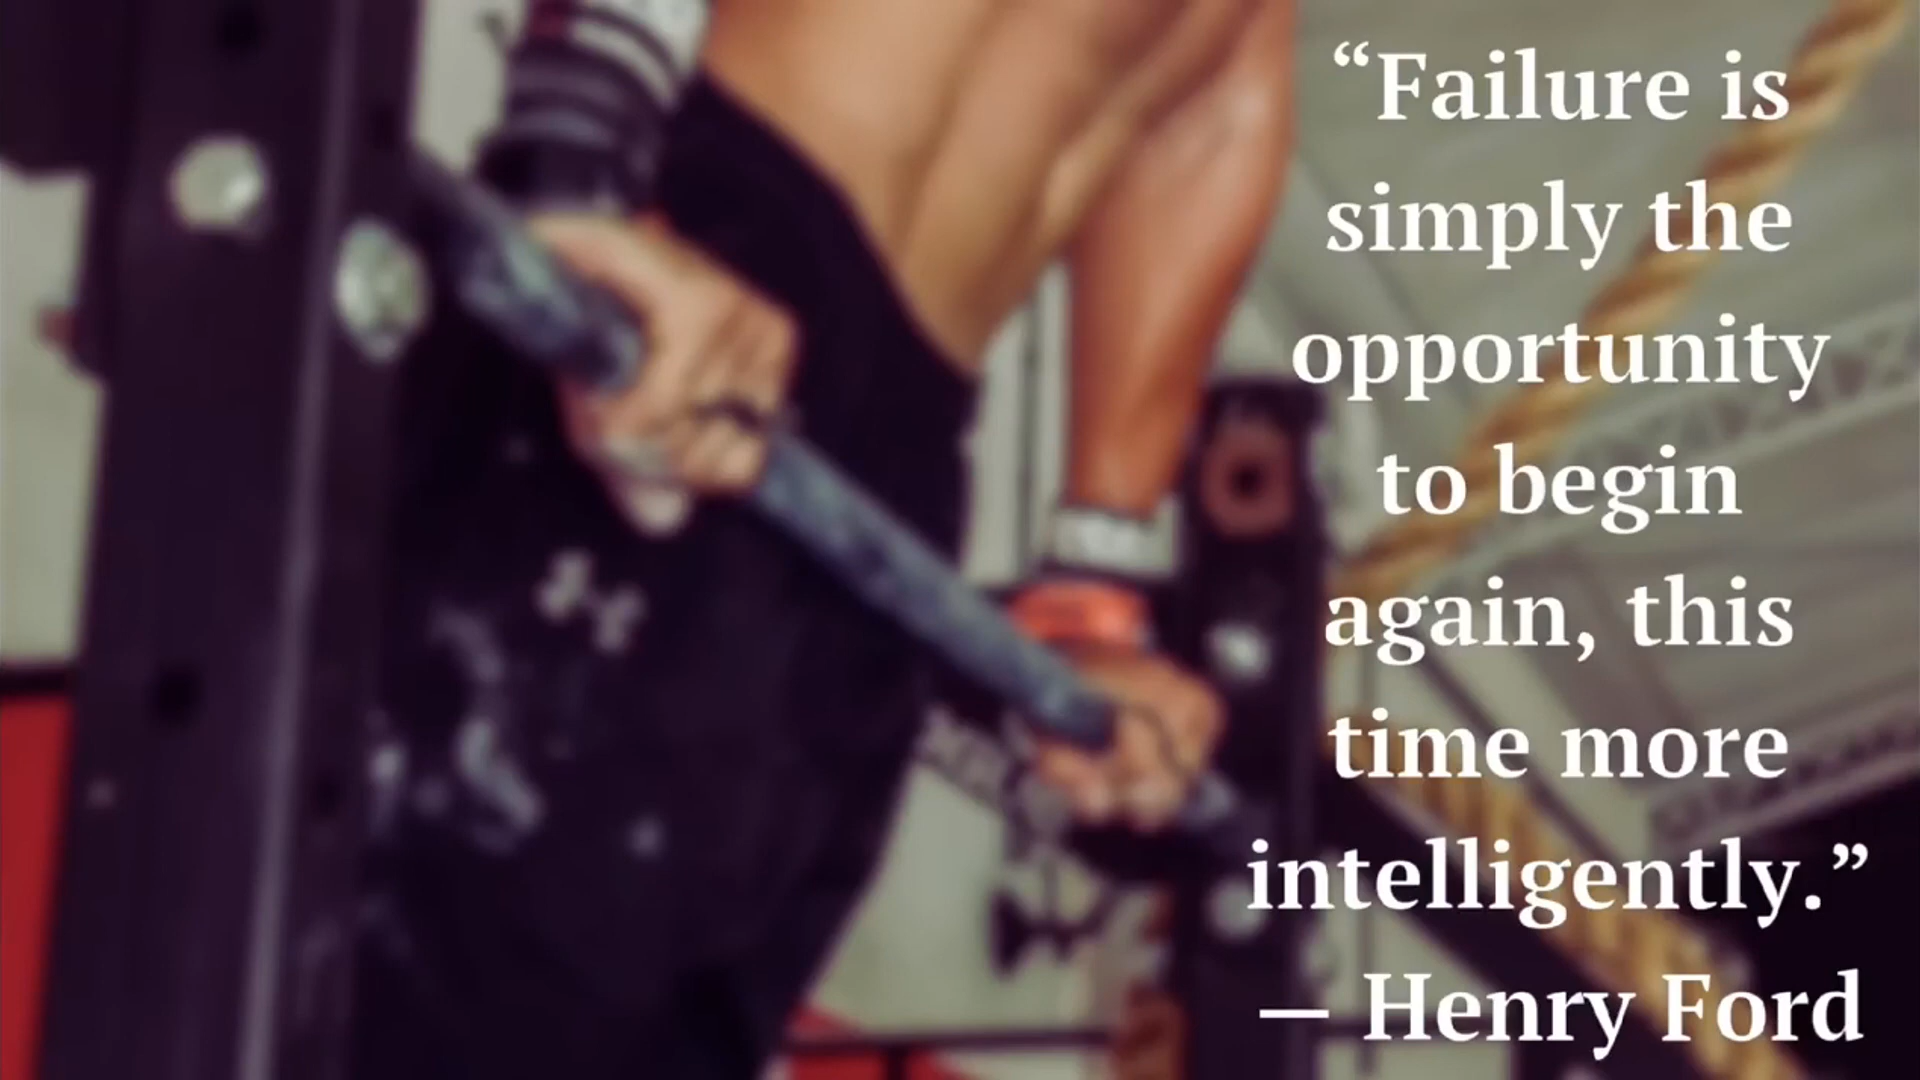 “Failure is
simply the
opportunity
to begin
again, this
time more
intelligently.”
— Henry Ford